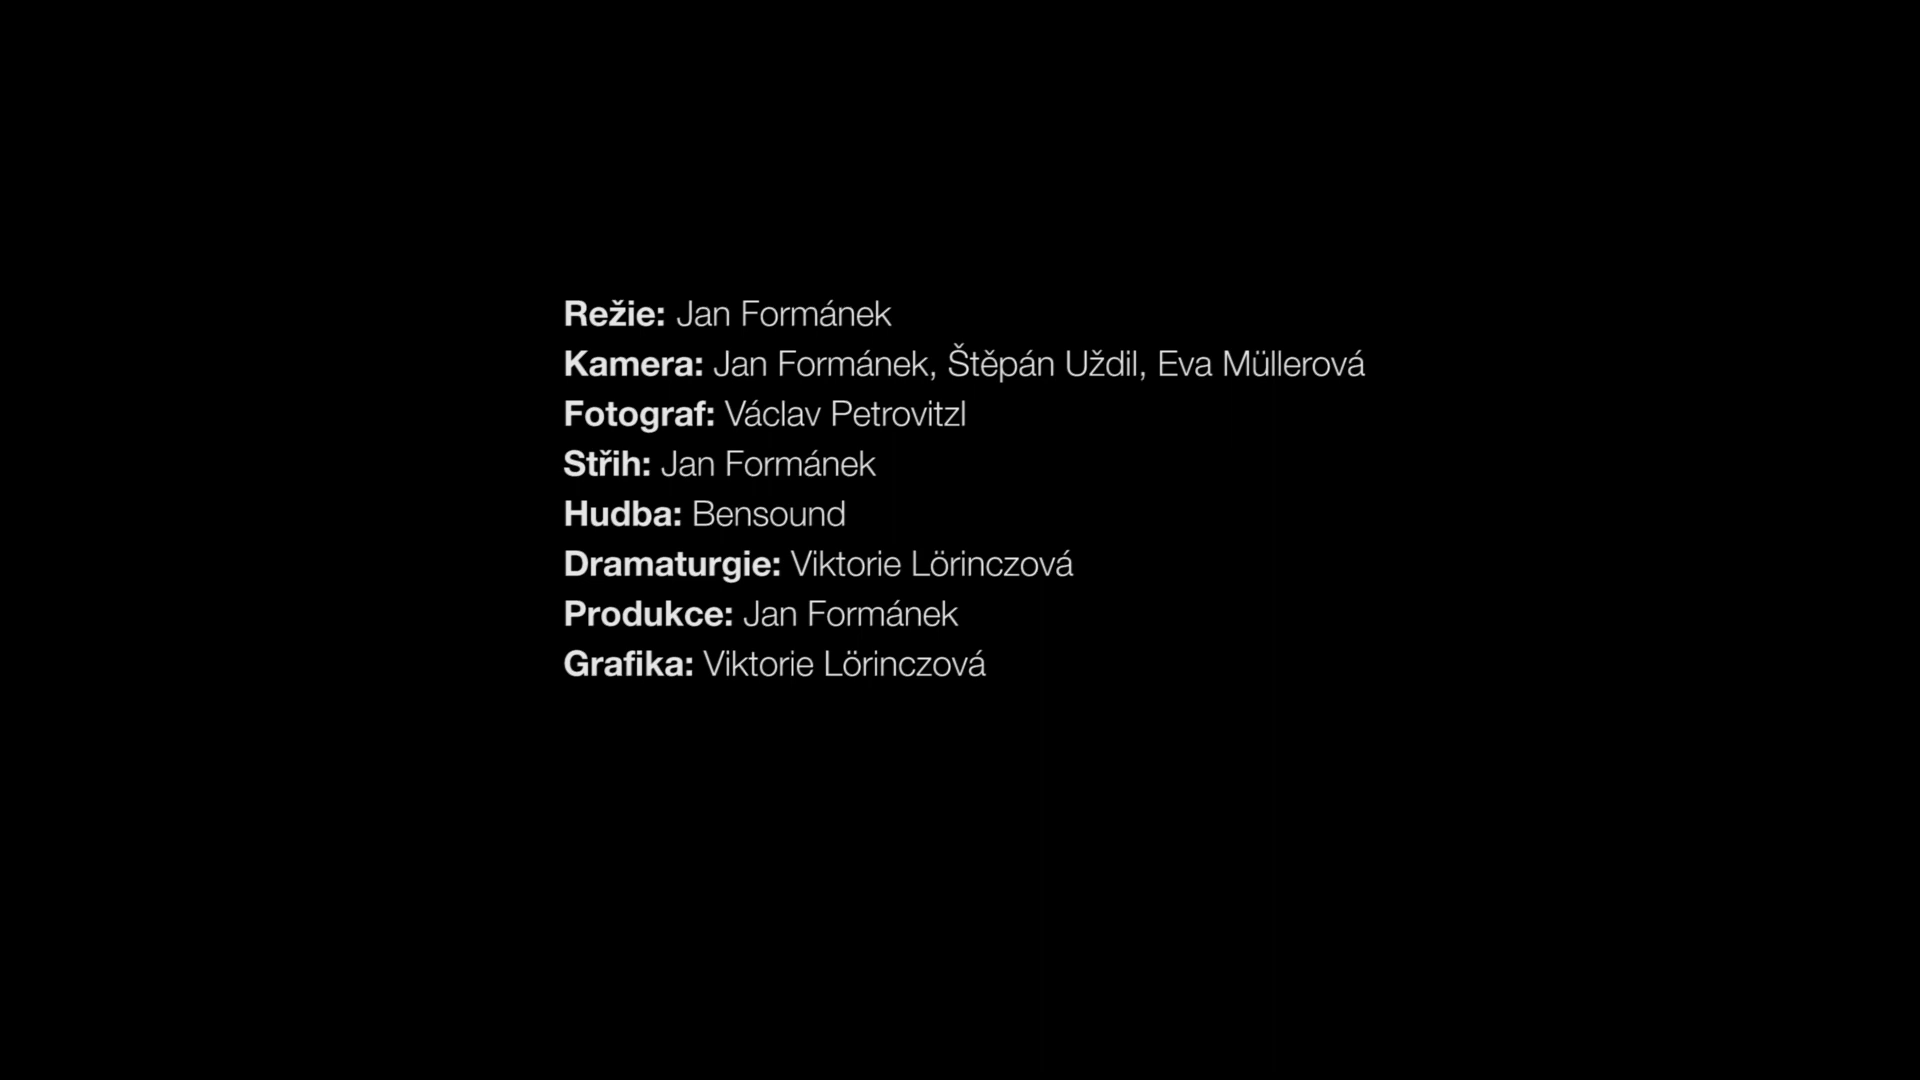 Režie: Jan Formánek
Kamera: Jan Formánek, Štěpán Uždil, Eva Müllerová
Fotograf: Václav Petrovitzl
Střih: Jan Formánek
Hudba: Bensound
Dramaturgie: Viktorie Lörinczová
Produkce: Jan Formánek
Grafika: Viktorie Lörinczová